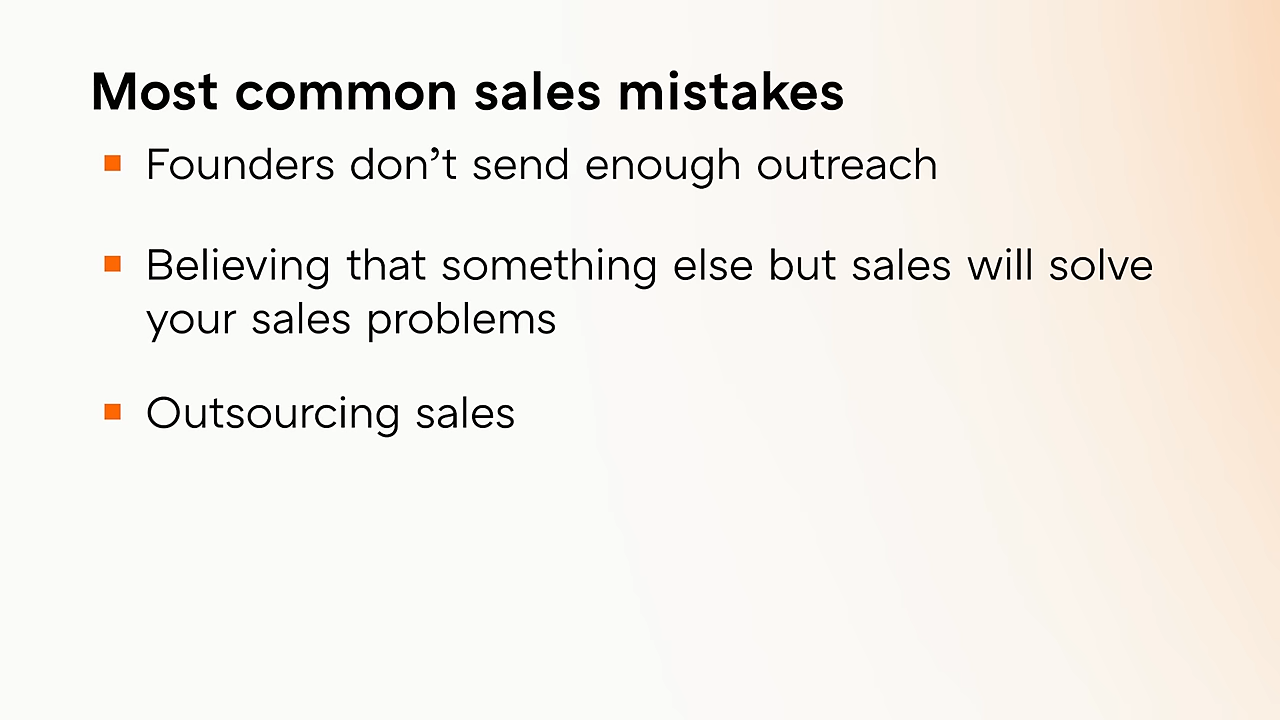 Most common sales mistakes
Founders don’t send enough outreach
Believing that something else but sales will solve
your sales problems
Outsourcing sales